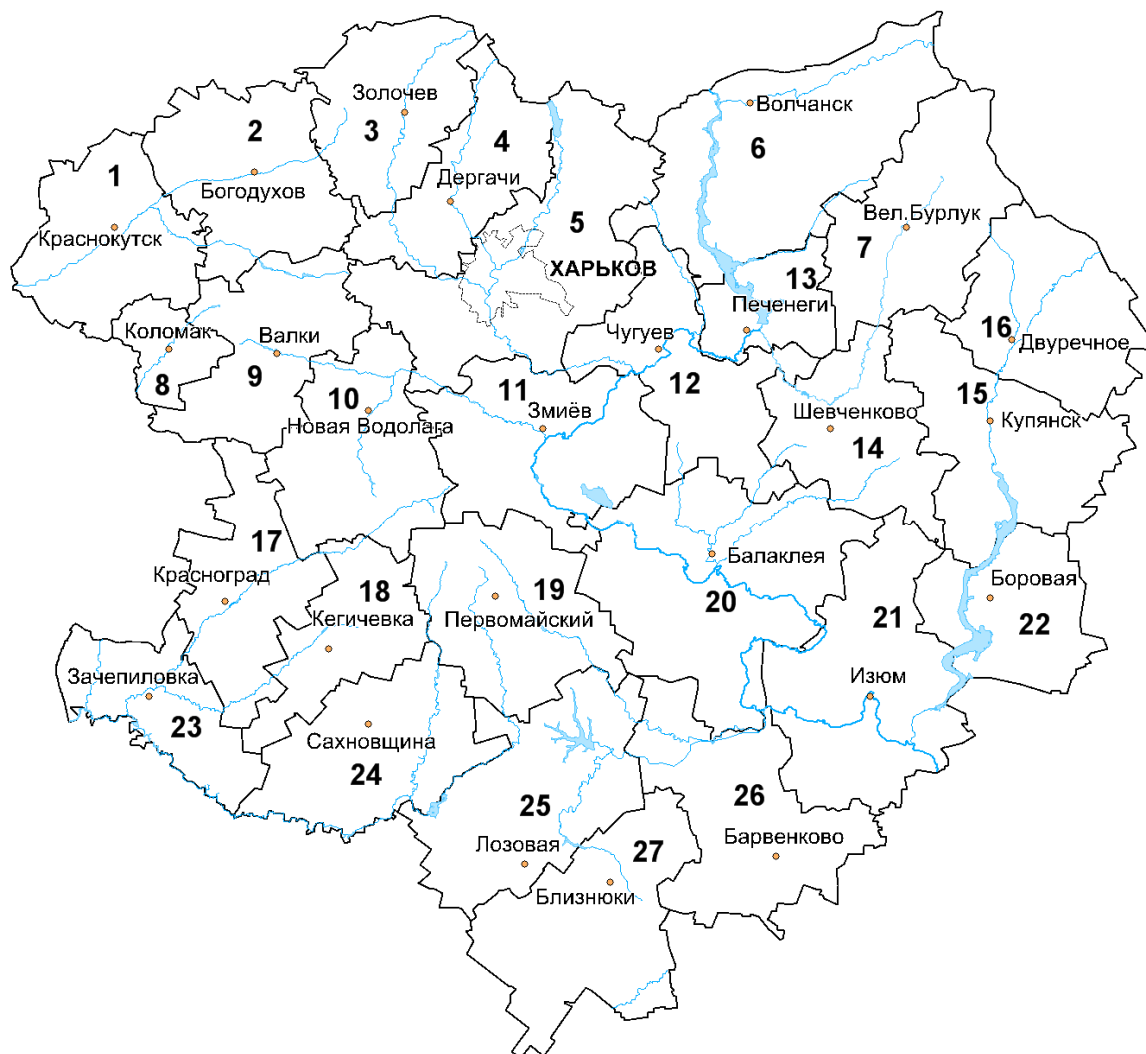 Золочев
Волчанск
2
3
4
6
1
Дергачи
Богодухов
Вел.Бурлук
5
7
Краснокутск
ХАРЬКОВ
13
Печенеги
16
Коломак
Валки
Чугуев
Двуречное
8
9
10
11
12
15
Новая Водолага
Змиёв
Шевченково
Купянск
14
17
Балаклея
Красноград
18
19
20
21
Боровая
Кегичевка
Первомайский
22
Зачепиловка
Изюм
23
Сахновщина
24
25
26
Лозовая
27
Барвенково
Близнюки